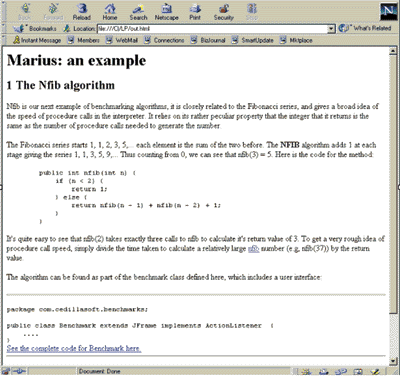 Back Forward Reload Home Search Netscape Print Security Stop
Bookmarks Location: file:///C|/LP/out.html What's Related
Instant Message Members WebMail Connections BizJournal SmartUpdate Mktplace
Marius: an example
1 The Nfib algorithm
Nfib is our next example of benchmarking algorithms, it is closely related to the Fibonacci series, and gives a broad idea of
the speed of procedure calls in the interpreter. It relies on its rather peculiar property that the integer that it returns is the
same as the number of procedure calls needed to generate the number.
The Fibonacci series starts 1, 1, 2, 3, 5,... each element is the sum of the two before. The NFIB algorithm adds 1 at each
stage giving the series 1, 1, 3, 5, 9,... Thus counting from 0, we can see that nfib(3) = 5. Here is the code for the method:
public int nfib(int n) {
if (n < 2) {
return 1;
} else {
return nfib(n - 1) + nfib(n - 2) + 1;
}
}
It's quite easy to see that nfib(2) takes exactly three calls to nfib to calculate it's return value of 3. To get a very rough idea of
procedure call speed, simply divide the time taken to calculate a relatively large nfib number (e.g, nfib(37)) by the return
value.
The algorithm can be found as part of the benchmark class defined here, which includes a user interface:
package com.cedillasoft.benchmarks;
public class Benchmark extends JFrame implements ActionListener {
....
}
See the complete code for Benchmark here.
Document: Done